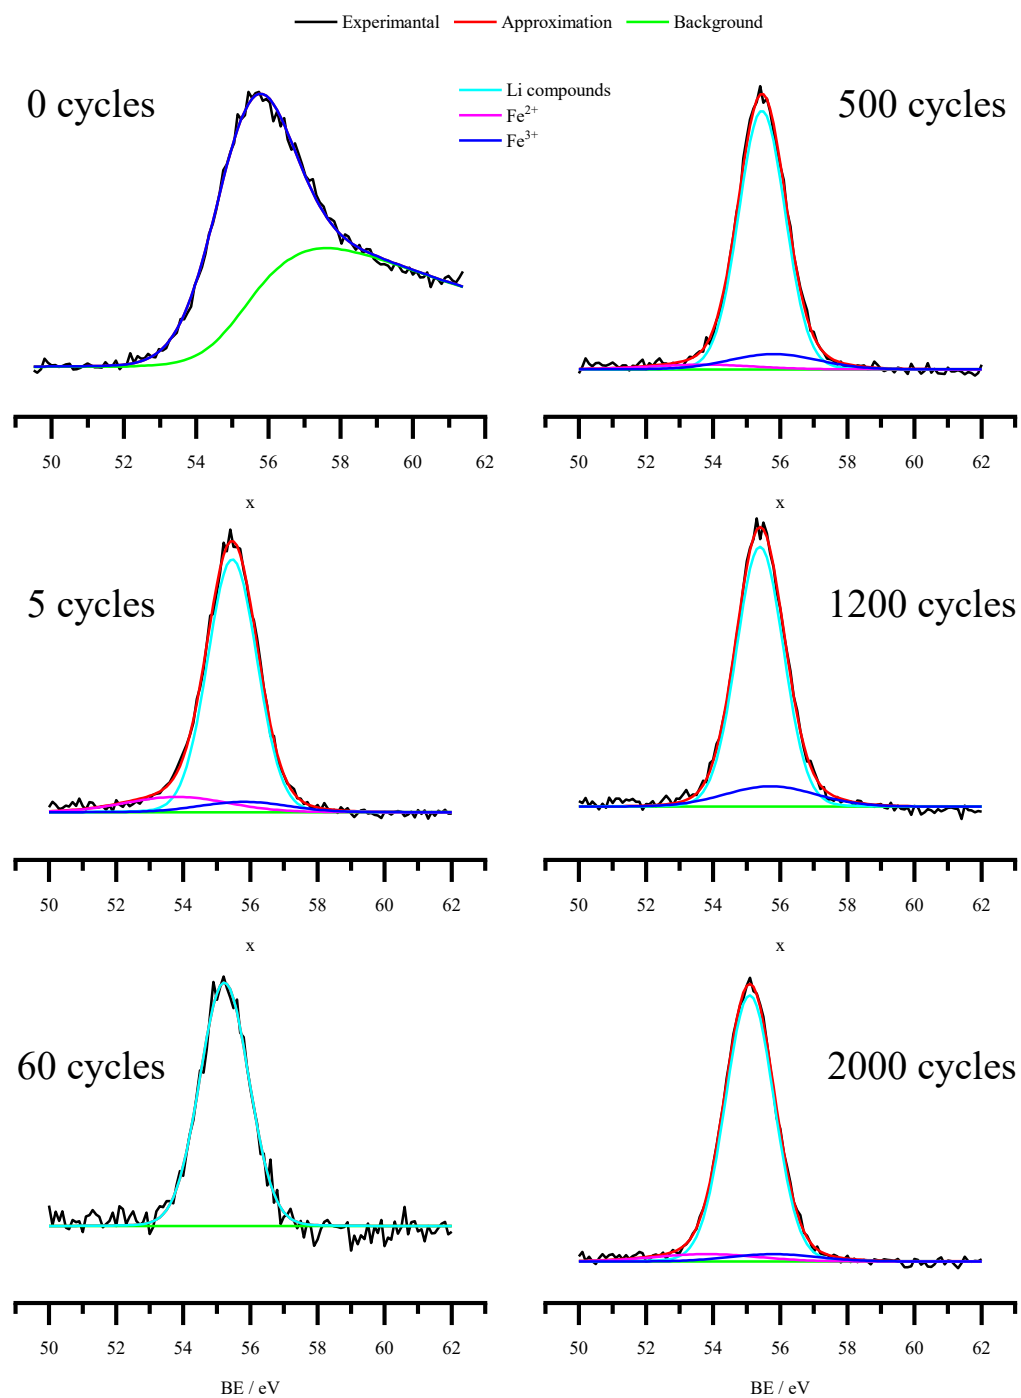 Experimantal Approximation Background
0 cycles
Li compounds
Fe2+
Fe3+
500 cycles
50 52 54 56 58 60 62
x
50 52 54 56 58 60 62
x
5 cycles
1200 cycles
50 52 54 56 58 60 62
x
50 52 54 56 58 60 62
x
60 cycles
2000 cycles
50 52 54 56 58 60 62
BE / eV
50 52 54 56 58 60 62
BE / eV